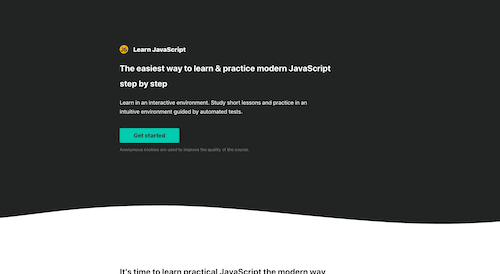 JS Learn JavaScript
The easiest way to learn & practice modern JavaScript
step by step
Learn in an interactive environment. Study short lessons and practice in an
intuitive environment guided by automated tests.
Get started
Anonymous cookies are used to improve the quality of the course.
It's time to learn practical JavaScript the modern way